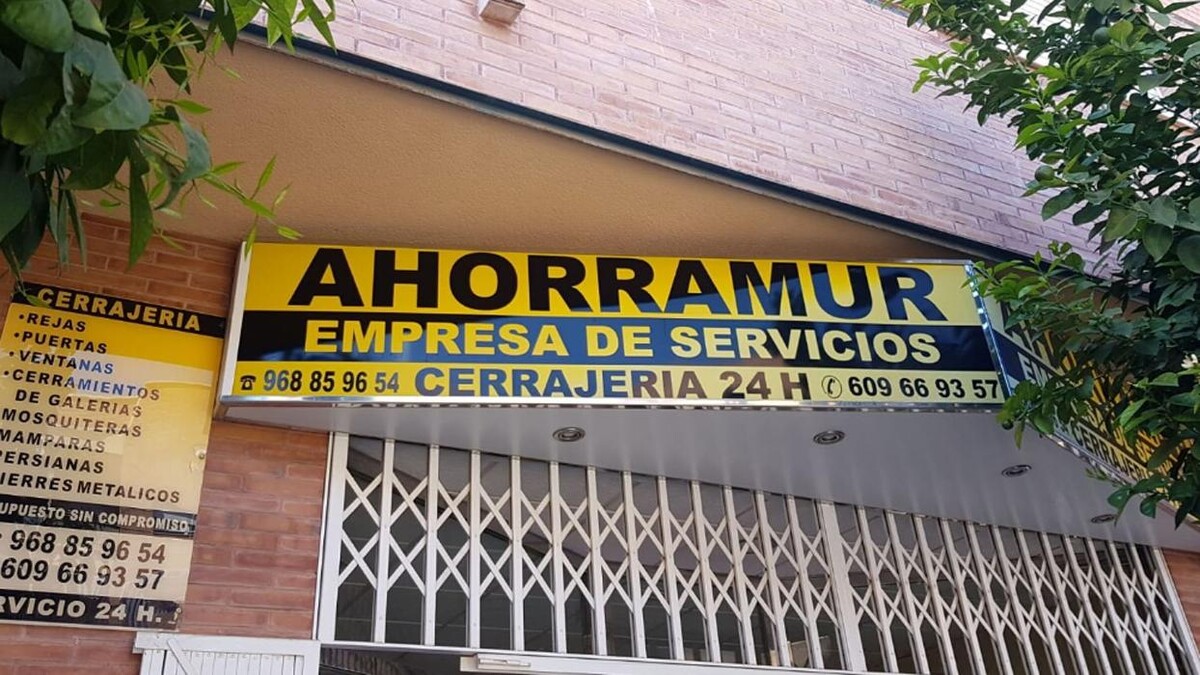 AHORRAMUR
EMPRESA DE SERVICIOS
☎ 968 85 96 54 CERRAJERIA 24 H ✆ 609 66 93 57
CERRAJERIA
• REJAS
• PUERTAS
• VENTANAS
• CERRAMIENTOS
DE GALERIAS
MOSQUITERAS
MAMPARAS
PERSIANAS
IERRES METALICOS
UPUESTO SIN COMPROMISO
968 85 96 54
609 66 93 57
RVICIO 24 H.
CERRAJERI